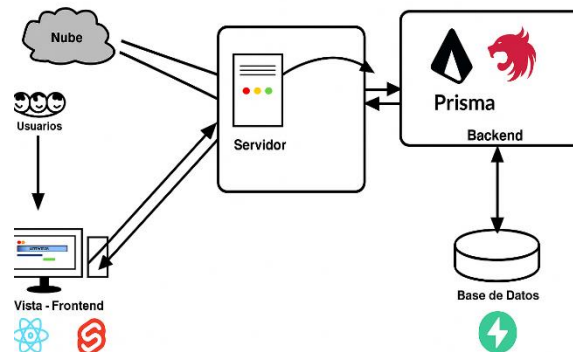 Nube
Usuarios
Servidor
Prisma
Backend
Vista - Frontend
Base de Datos